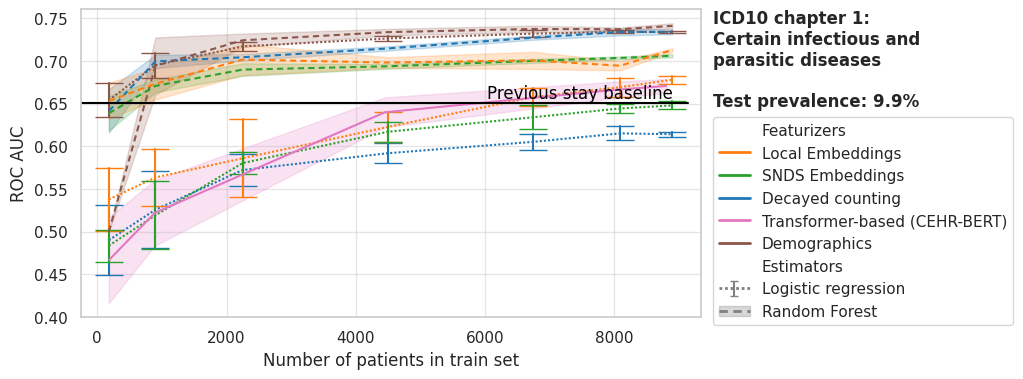 0.75
0.70
0.65
0.60
0.55
0.50
0.45
0.40
ROC AUC
Previous stay baseline
0
2000
4000
6000
8000
Number of patients in train set
ICD10 chapter 1:
Certain infectious and
parasitic diseases
Test prevalence: 9.9%
Featurizers
Local Embeddings
SNDS Embeddings
Decayed counting
Transformer-based (CEHR-BERT)
Demographics
Estimators
Logistic regression
Random Forest